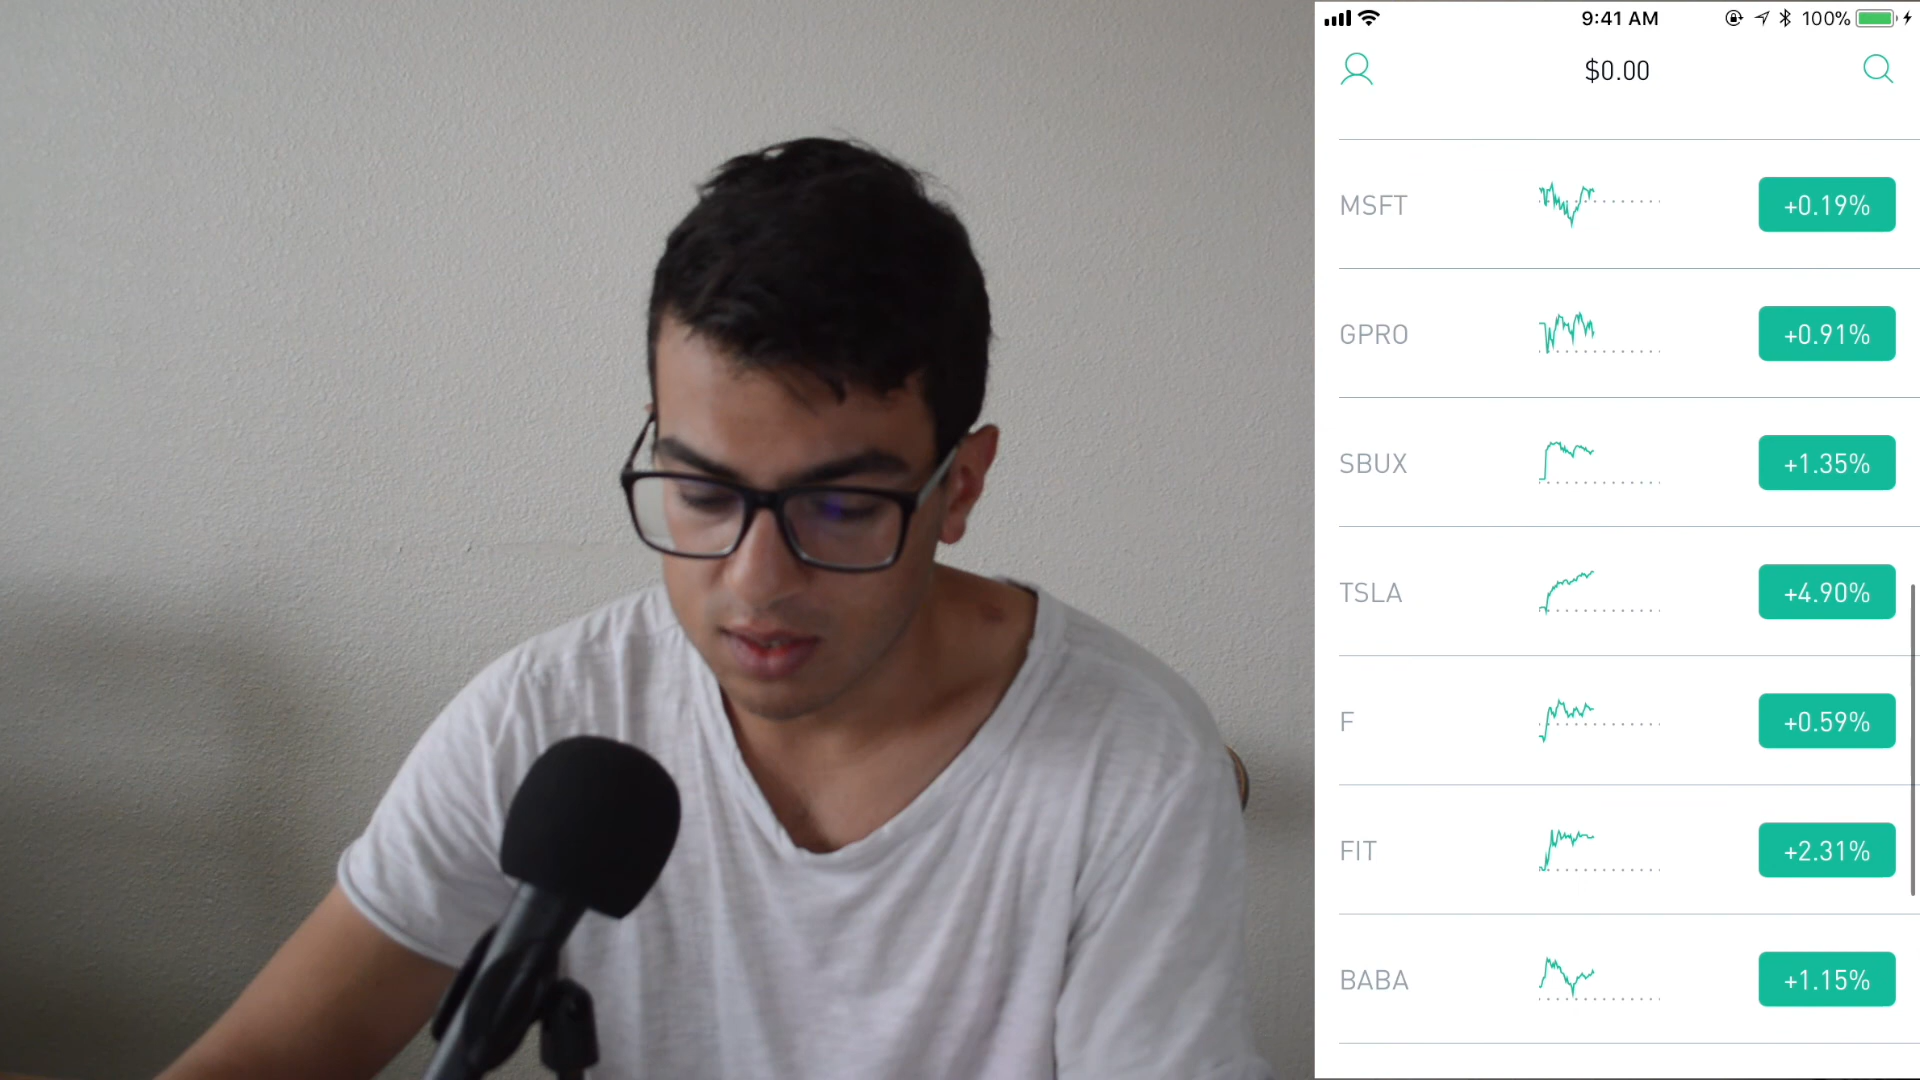 9:41 AM 100%
$0.00
MSFT +0.19%
GPRO +0.91%
SBUX +1.35%
TSLA +4.90%
F +0.59%
FIT +2.31%
BABA +1.15%